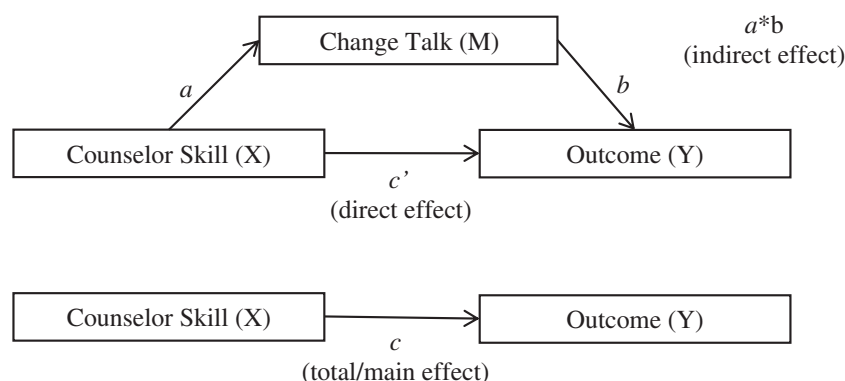 Change Talk (M)
a*b
(indirect effect)
a
b
Counselor Skill (X)
Outcome (Y)
c’
(direct effect)
Counselor Skill (X)
Outcome (Y)
c
(total/main effect)